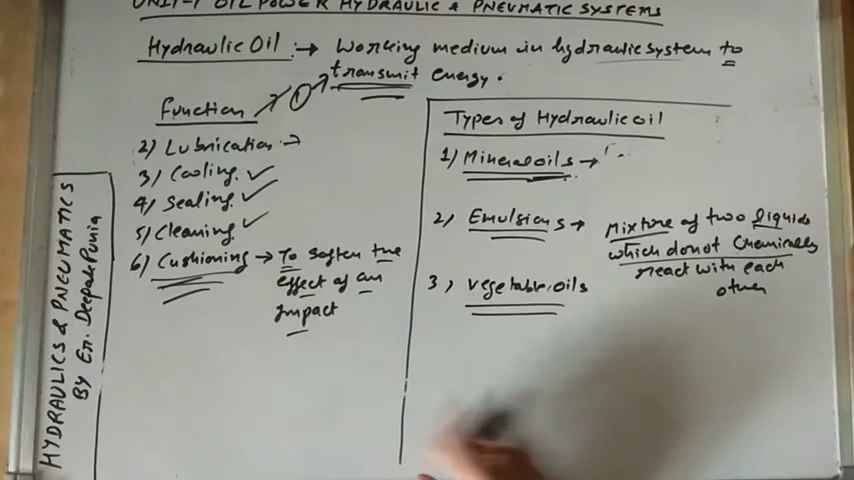 UNIT-1 OIL POWER HYDRAULIC & PNEUMATIC SYSTEMS
Hydraulic Oil :→ Working medium in hydraulic system to
transmit energy.
Function → ① →
2) Lubrication →
3) Cooling. ✓
4) Sealing. ✓
5) Cleaning. ✓
6) Cushioning → To soften the
effect of an
impact
Types of Hydraulic oil
1) Mineral oils →
2) Emulsions → Mixture of two liquids
which donot Chemically
react with each
other
3) vegetable oils
HYDRAULICS & PNEUMATICS
BY Er. Deepak Punia